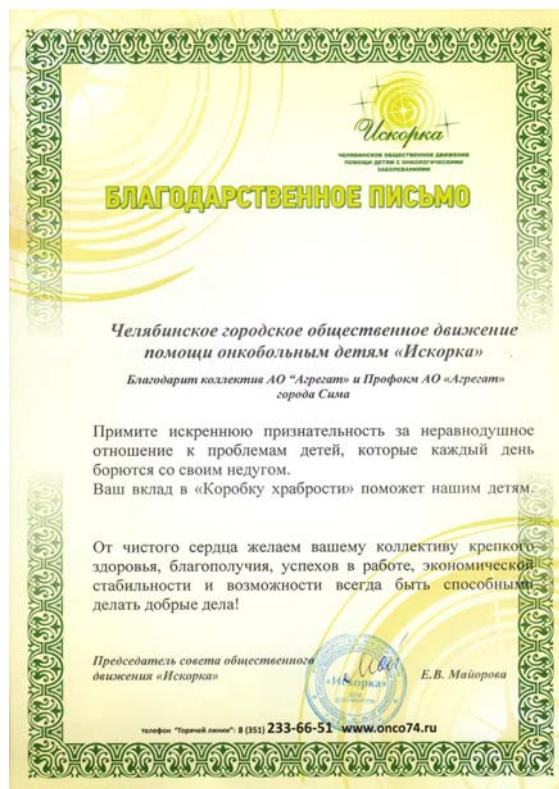 Искорка
ЧЕЛЯБИНСКОЕ ОБЩЕСТВЕННОЕ ДВИЖЕНИЕ
ПОМОЩИ ДЕТЯМ С ОНКОЛОГИЧЕСКИМИ
ЗАБОЛЕВАНИЯМИ
БЛАГОДАРСТВЕННОЕ ПИСЬМО
Челябинское городское общественное движение
помощи онкобольным детям «Искорка»
Благодарит коллектив АО "Агрегат» и Профокм АО «Агрегат»
города Сима
Примите искреннюю признательность за неравнодушное
отношение к проблемам детей, которые каждый день
борются со своим недугом.
Ваш вклад в «Коробку храбрости» поможет нашим детям.
От чистого сердца желаем вашему коллективу крепкого
здоровья, благополучия, успехов в работе, экономической
стабильности и возможности всегда быть способными
делать добрые дела!
Председатель совета общественного
движения «Искорка»
«Искорка»
Е.В. Майорова
телефон "Горячей линии": 8 (351) 233-66-51 www.onco74.ru